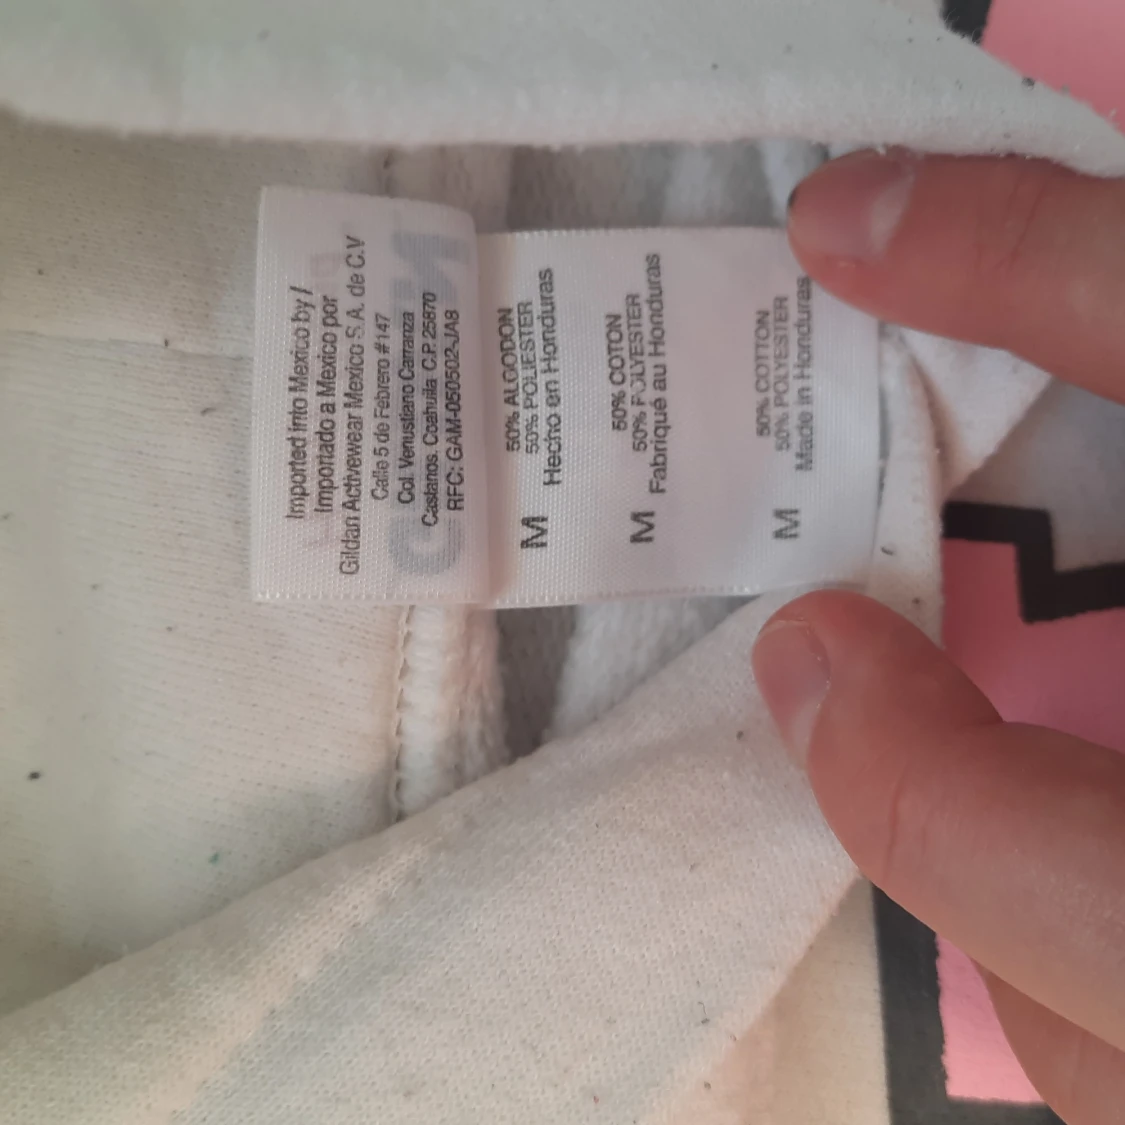 Imported into Mexico by /
Importado a Mexico por
Gildan Activewear Mexico S.A. de C.V
Calle 5 de Febrero #147
Col. Venustiano Carranza
Castanos. Coahuila C.P. 25870
RFC: GAM-050502-JA8
50% ALGODON
50% POLIESTER
M Hecho en Honduras
50% COTON
50% POLYESTER
M Fabriqué au Honduras
50% COTTON
50% POLYESTER
M Made in Honduras